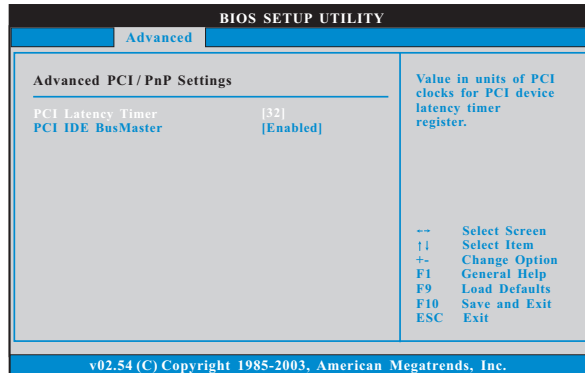 BIOS SETUP UTILITY
Advanced
Advanced PCI / PnP Settings
PCI Latency Timer [32]
PCI IDE BusMaster [Enabled]
Value in units of PCI
clocks for PCI device
latency timer
register.
←→ Select Screen
↑↓ Select Item
+- Change Option
F1 General Help
F9 Load Defaults
F10 Save and Exit
ESC Exit
v02.54 (C) Copyright 1985-2003, American Megatrends, Inc.